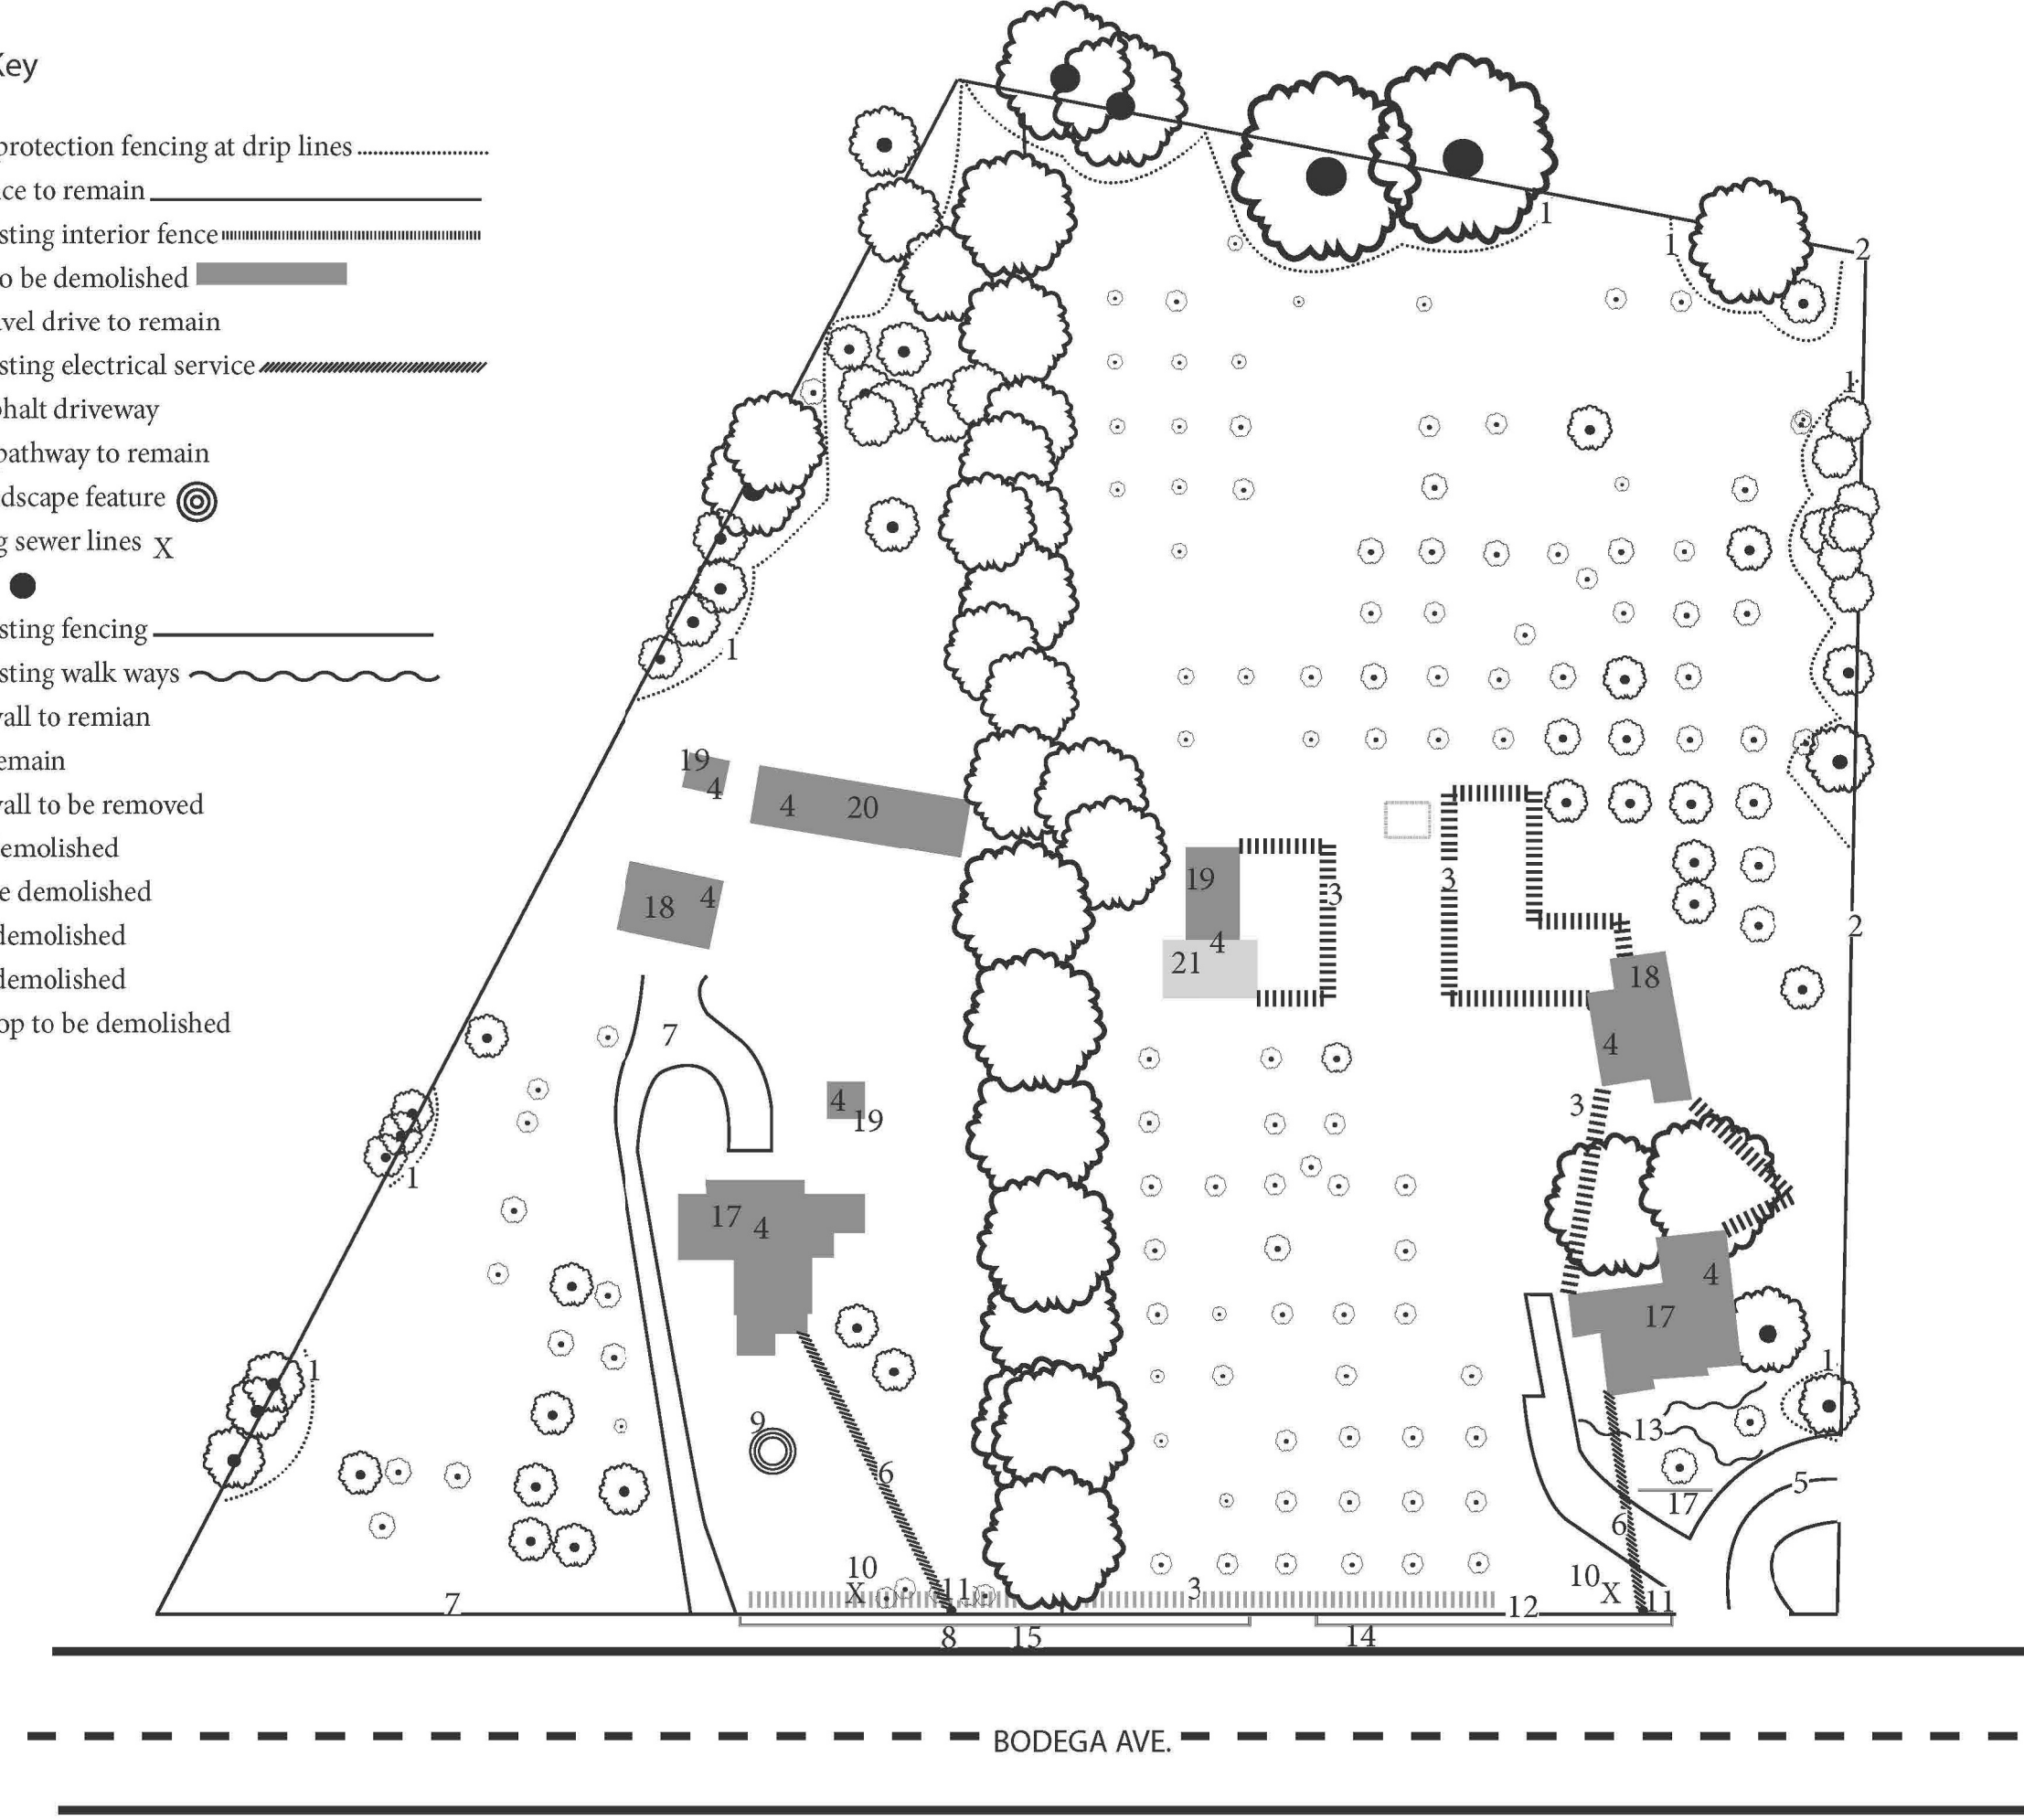 Key
protection fencing at drip lines
ce to remain
sting interior fence
o be demolished
vel drive to remain
sting electrical service
halt driveway
pathway to remain
dscape feature
g sewer lines X
sting fencing
sting walk ways
vall to remian
emain
vall to be removed
emolished
e demolished
demolished
demolished
op to be demolished
1
1
2
1
1
19
4
4 20
18 4
19
4
21
3
3
2
18
4
7
4
19
3
1
17 4
4
17
1
1
9
13
5
17
6
6
10
X
11
3
10
X
11
12
7
8 15
14
BODEGA AVE.